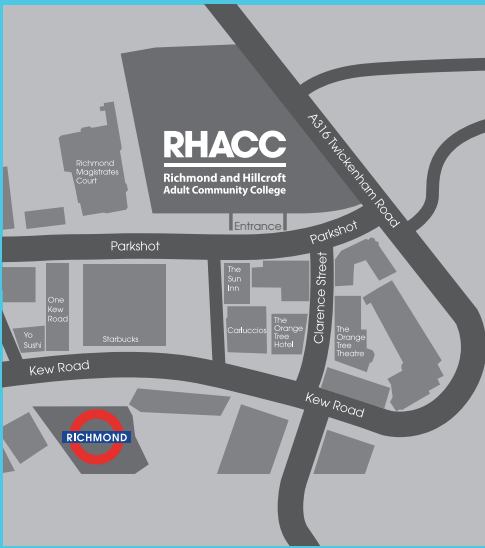 RHACC
Richmond and Hillcroft
Adult Community College
A316 Twickenham Road
Richmond
Magistrates
Court
Entrance
Parkshot
Parkshot
The
Sun
Inn
One
Kew
Road
Clarence Street
Yo
Sushi
Starbucks
Carluccios
The
Orange
Tree
Hotel
The
Orange
Tree
Theatre
Kew Road
Kew Road
RICHMOND